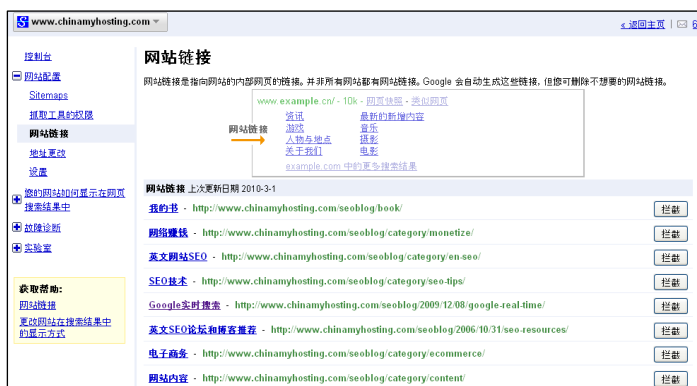 www.chinamyhosting.com
« 返回主页
控制台
网站配置
Sitemaps
抓取工具的权限
网站链接
地址更改
设置
您的网站如何显示在网页
搜索结果中
故障诊断
实验室
获取帮助:
网站链接
更改网站在搜索结果中
的显示方式
网站链接
网站链接是指向网站的内部网页的链接。并非所有网站都有网站链接。Google 会自动生成这些链接, 但您可删除不想要的网站链接。
www.example.cn/ - 10k - 网页快照 - 类似网页
网站链接
资讯 最新的新增内容
游戏 音乐
人物与地点 摄影
关于我们 电影
example.com 中的更多搜索结果
网站链接 上次更新日期 2010-3-1
我的书 - http://www.chinamyhosting.com/seoblog/book/ 拦截
网络赚钱 - http://www.chinamyhosting.com/seoblog/category/monetize/ 拦截
英文网站SEO - http://www.chinamyhosting.com/seoblog/category/en-seo/ 拦截
SEO技术 - http://www.chinamyhosting.com/seoblog/category/seo-tips/ 拦截
Google实时搜索 - http://www.chinamyhosting.com/seoblog/2009/12/08/google-real-time/ 拦截
英文SEO论坛和博客推荐 - http://www.chinamyhosting.com/seoblog/2006/10/31/seo-resources/ 拦截
电子商务 - http://www.chinamyhosting.com/seoblog/category/ecommerce/ 拦截
网站内容 - http://www.chinamyhosting.com/seoblog/category/content/ 拦截